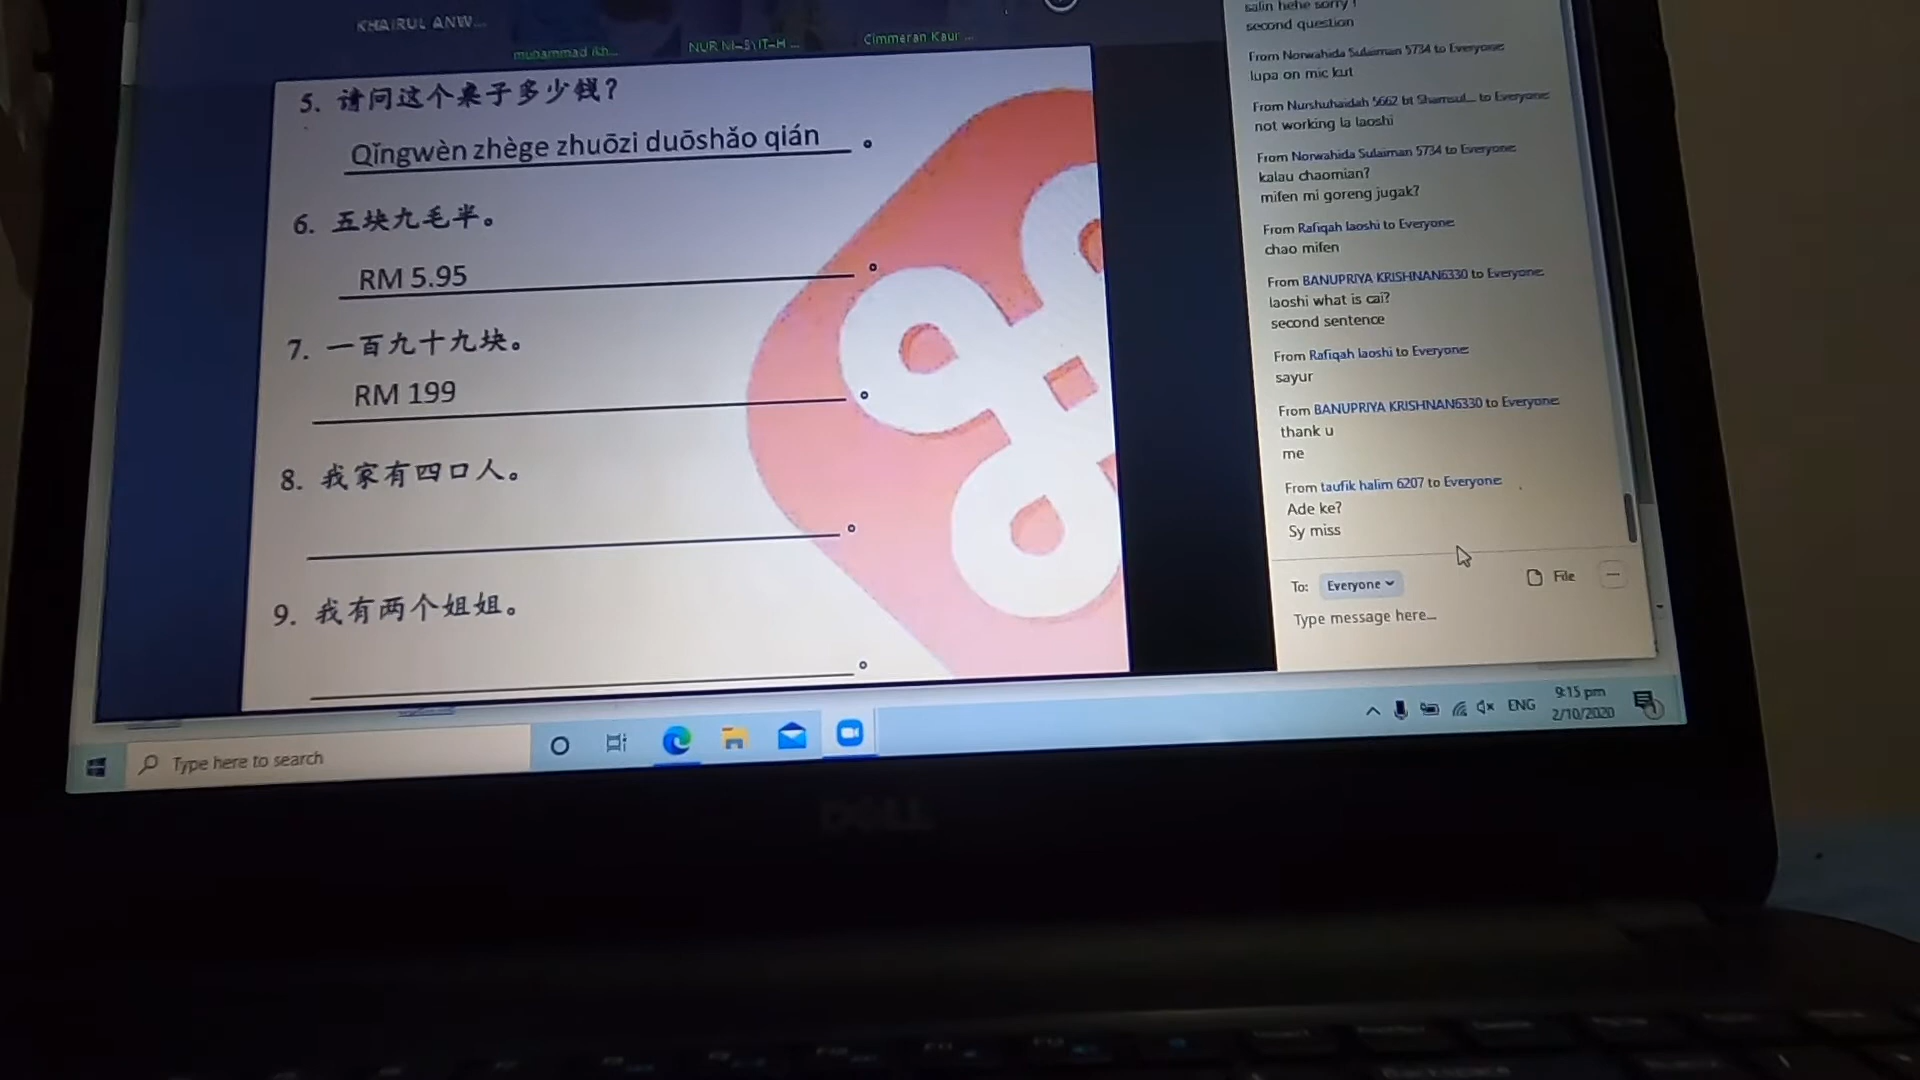 KHAIRUL ANW...
muhammad ikh...
Cimmeran Kaur ...
5. 请问这个桌子多少钱?
Qǐngwèn zhège zhuōzi duōshǎo qián 。
6. 五块九毛半。
RM 5.95 。
7. 一百九十九块。
RM 199 。
8. 我家有四口人。
。
9. 我有两个姐姐。
。
salin hehe sorry !
second question
From Norwahida Sulaiman 5734 to Everyone:
lupa on mic kut
From Nurshuhaidah 5662 bt Shamsul... to Everyone:
not working la laoshi
From Norwahida Sulaiman 5734 to Everyone:
kalau chaomian?
mifen mi goreng jugak?
From Rafiqah laoshi to Everyone:
chao mifen
From BANUPRIYA KRISHNAN6330 to Everyone:
laoshi what is cai?
second sentence
From Rafiqah laoshi to Everyone:
sayur
From BANUPRIYA KRISHNAN6330 to Everyone:
thank u
me
From taufik halim 6207 to Everyone:
Ade ke?
Sy miss
To: Everyone
File
Type message here...
Type here to search
ENG
9:15 pm
2/10/2020
DELL